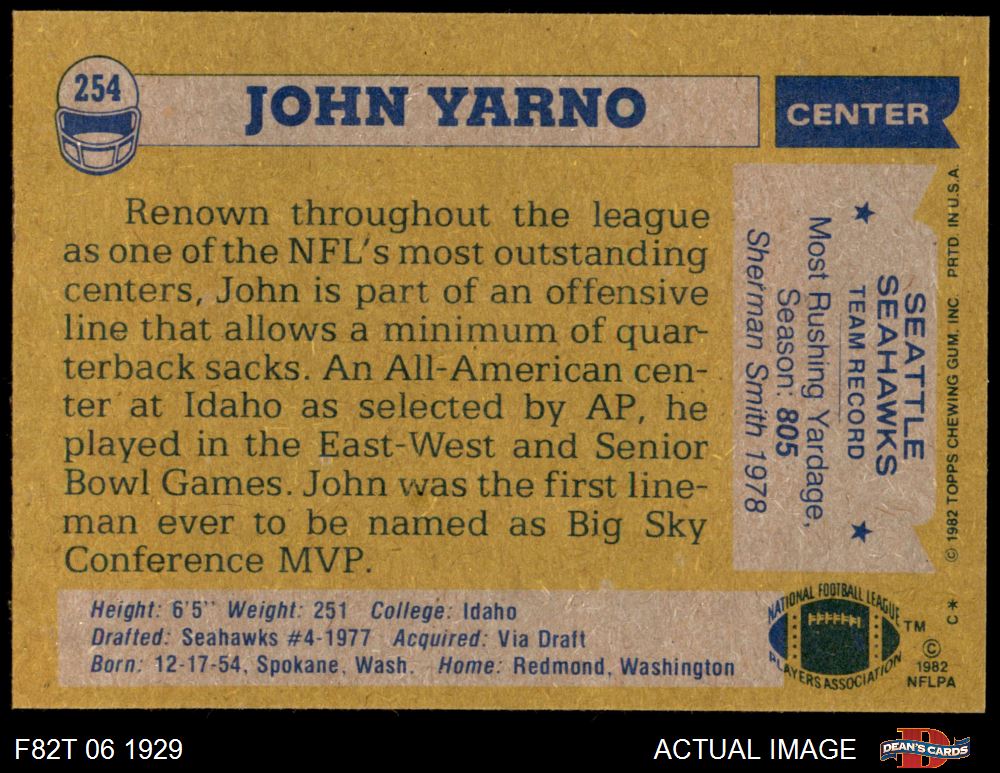 254
JOHN YARNO
CENTER
Renown throughout the league
as one of the NFL's most outstanding
centers, John is part of an offensive
line that allows a minimum of quar-
terback sacks. An All-American cen-
ter at Idaho as selected by AP, he
played in the East-West and Senior
Bowl Games. John was the first line-
man ever to be named as Big Sky
Conference MVP.
SEATTLE
SEAHAWKS
TEAM RECORD
Most Rushing Yardage,
Season: 805
Sherman Smith 1978
© 1982 TOPPS CHEWING GUM, INC. PRTD IN U.S.A.
Height: 6'5" Weight: 251 College: Idaho
Drafted: Seahawks #4-1977 Acquired: Via Draft
Born: 12-17-54, Spokane, Wash. Home: Redmond, Washington
NATIONAL FOOTBALL LEAGUE
PLAYERS ASSOCIATION
TM
C*
©
1982
NFLPA
F82T 06 1929
ACTUAL IMAGE
D
DEAN'S CARDS